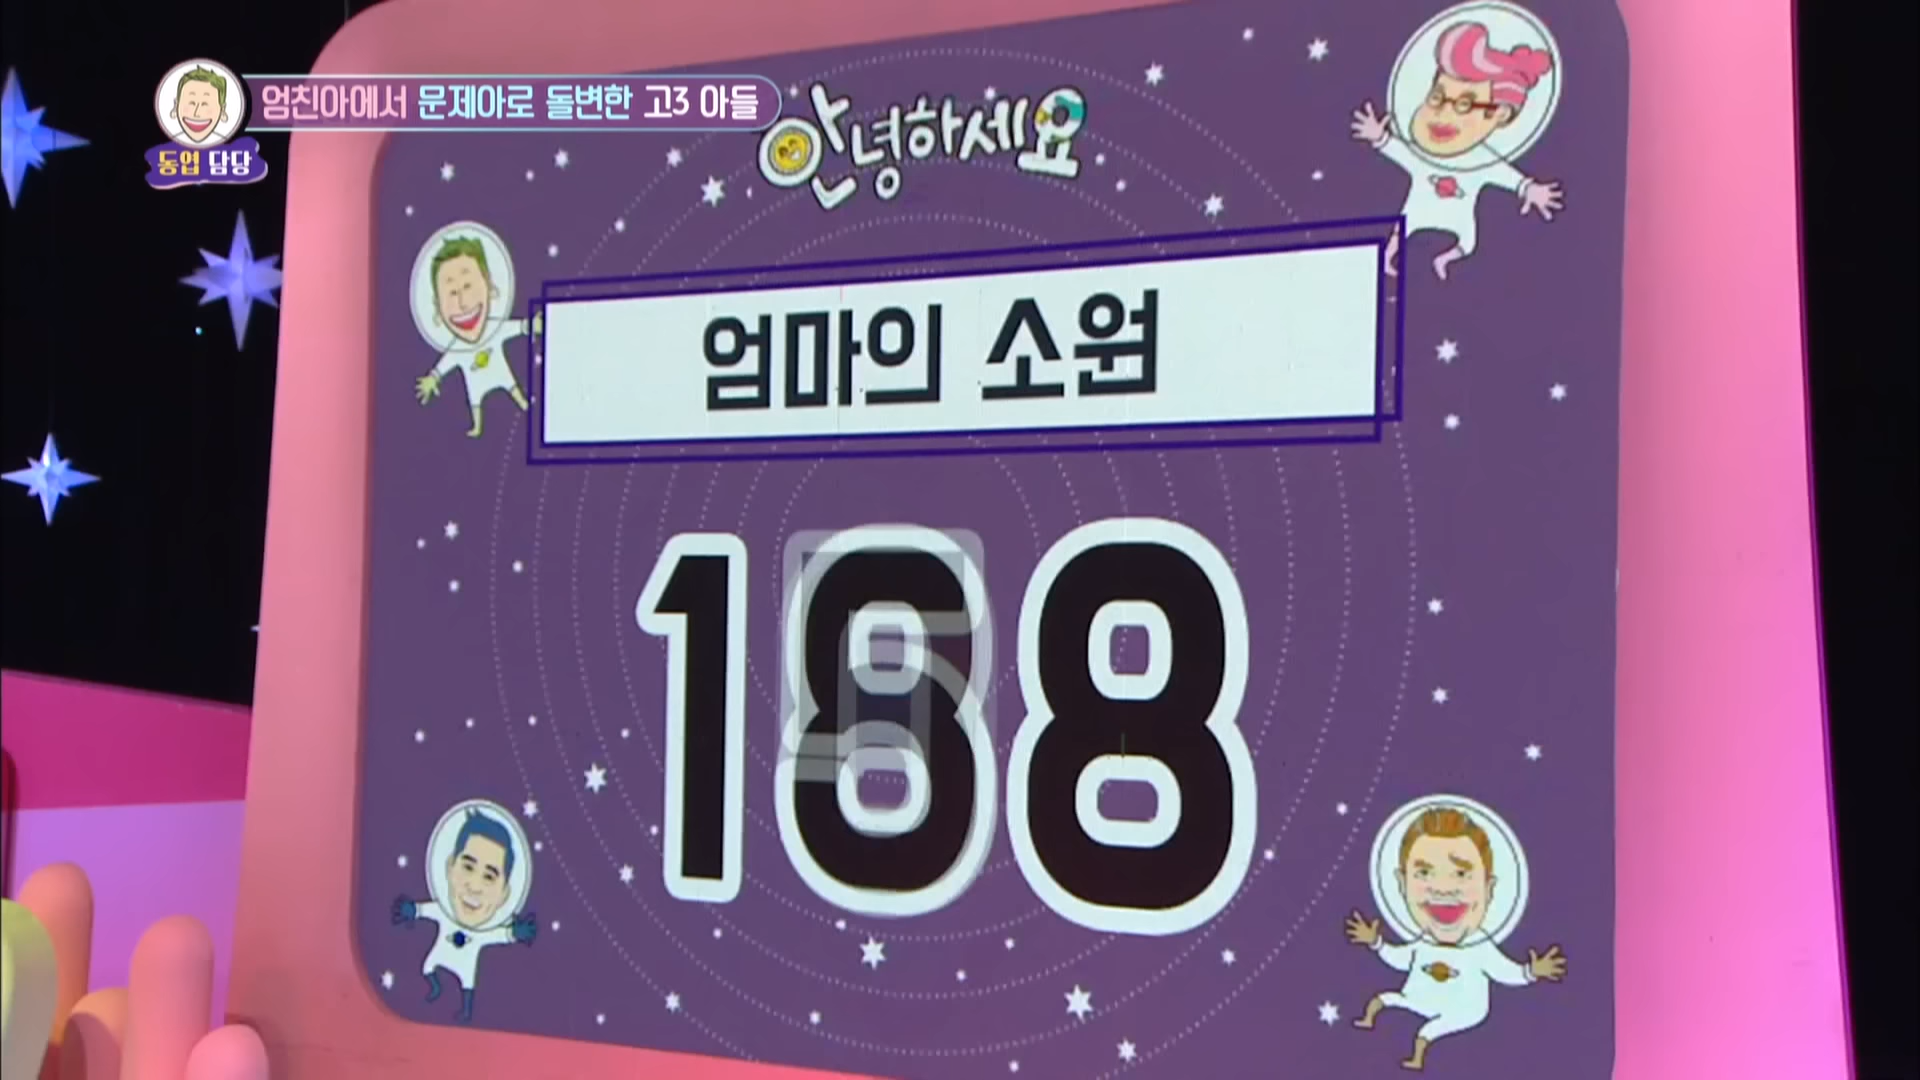 엄친아에서 문제아로 돌변한 고3 아들
동엽 담당
안녕하세요
엄마의 소원
188